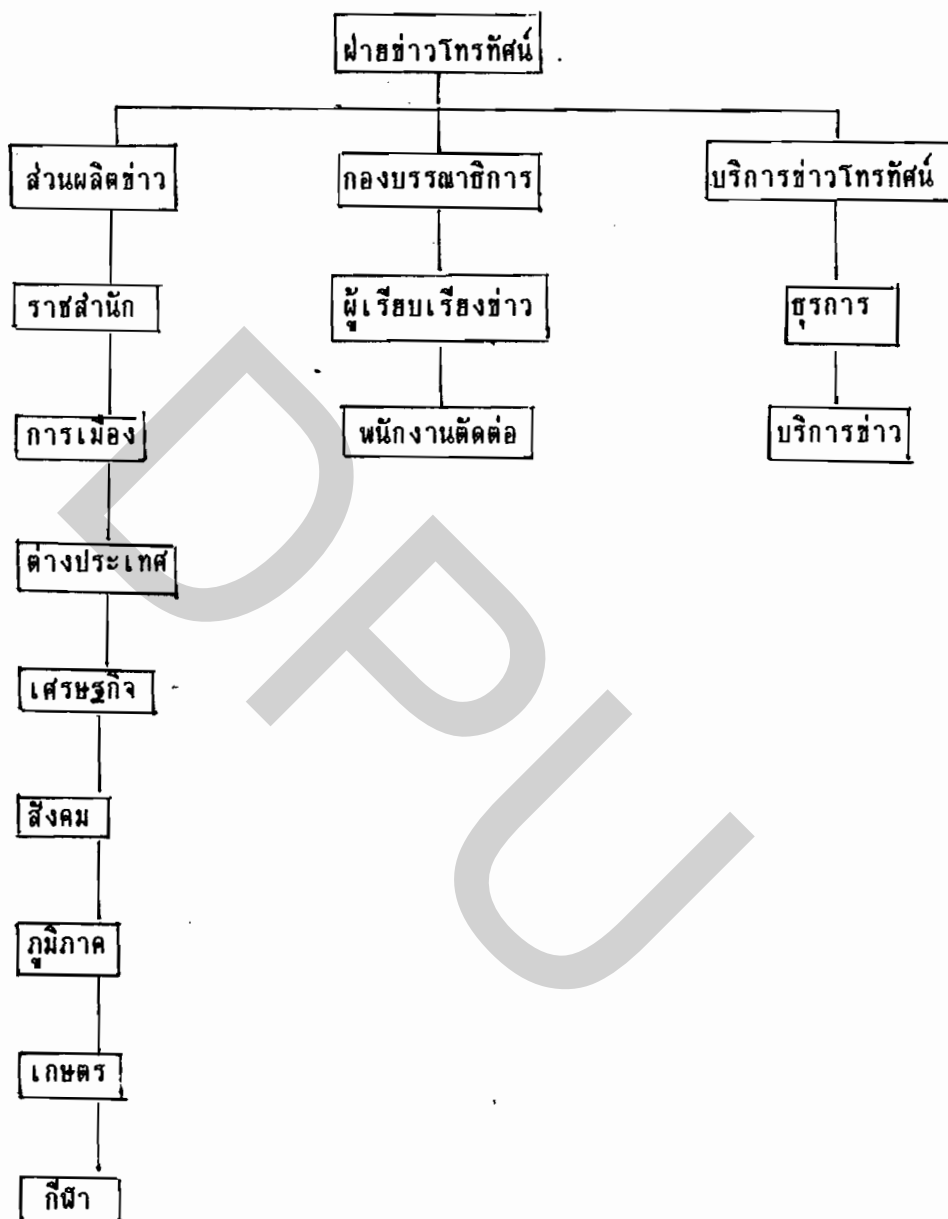 ฝ่ายข่าวโทรทัศน์
ส่วนผลิตข่าว
กองบรรณาธิการ
บริการข่าวโทรทัศน์
ราชสำนัก
ผู้เรียบเรียงข่าว
ธุรการ
การเมือง
พนักงานตัดต่อ
บริการข่าว
ต่างประเทศ
เศรษฐกิจ
สังคม
ภูมิภาค
เกษตร
กีฬา
DPU